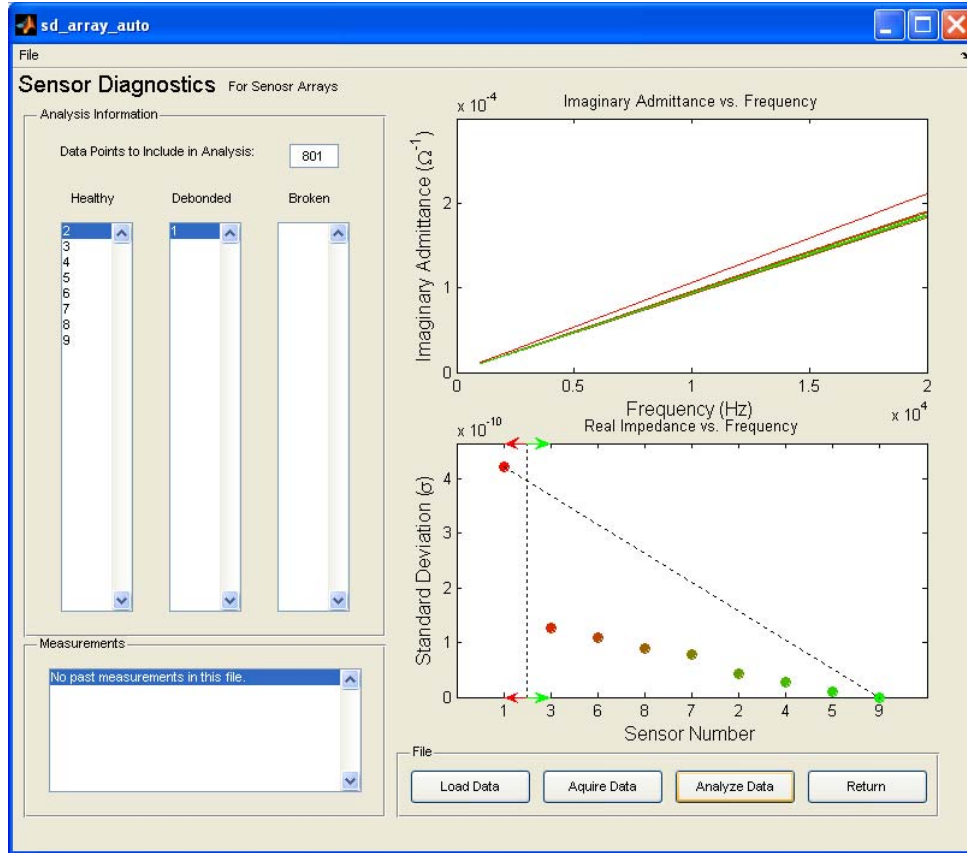 sd_array_auto
File
Sensor Diagnostics For Senosr Arrays
Analysis Information
Data Points to Include in Analysis: 801
Healthy Debonded Broken
2
3
4
5
6
7
8
9
1
Measurements
No past measurements in this file.
x 10^-4
Imaginary Admittance vs. Frequency
Imaginary Admittance (Ω^-1)
2
1
0
0 0.5 1 1.5 2
Frequency (Hz)
x 10^4
x 10^-10
Real Impedance vs. Frequency
Standard Deviation (σ)
4
3
2
1
0
1 3 6 8 7 2 4 5 9
Sensor Number
File
Load Data Aquire Data Analyze Data Return